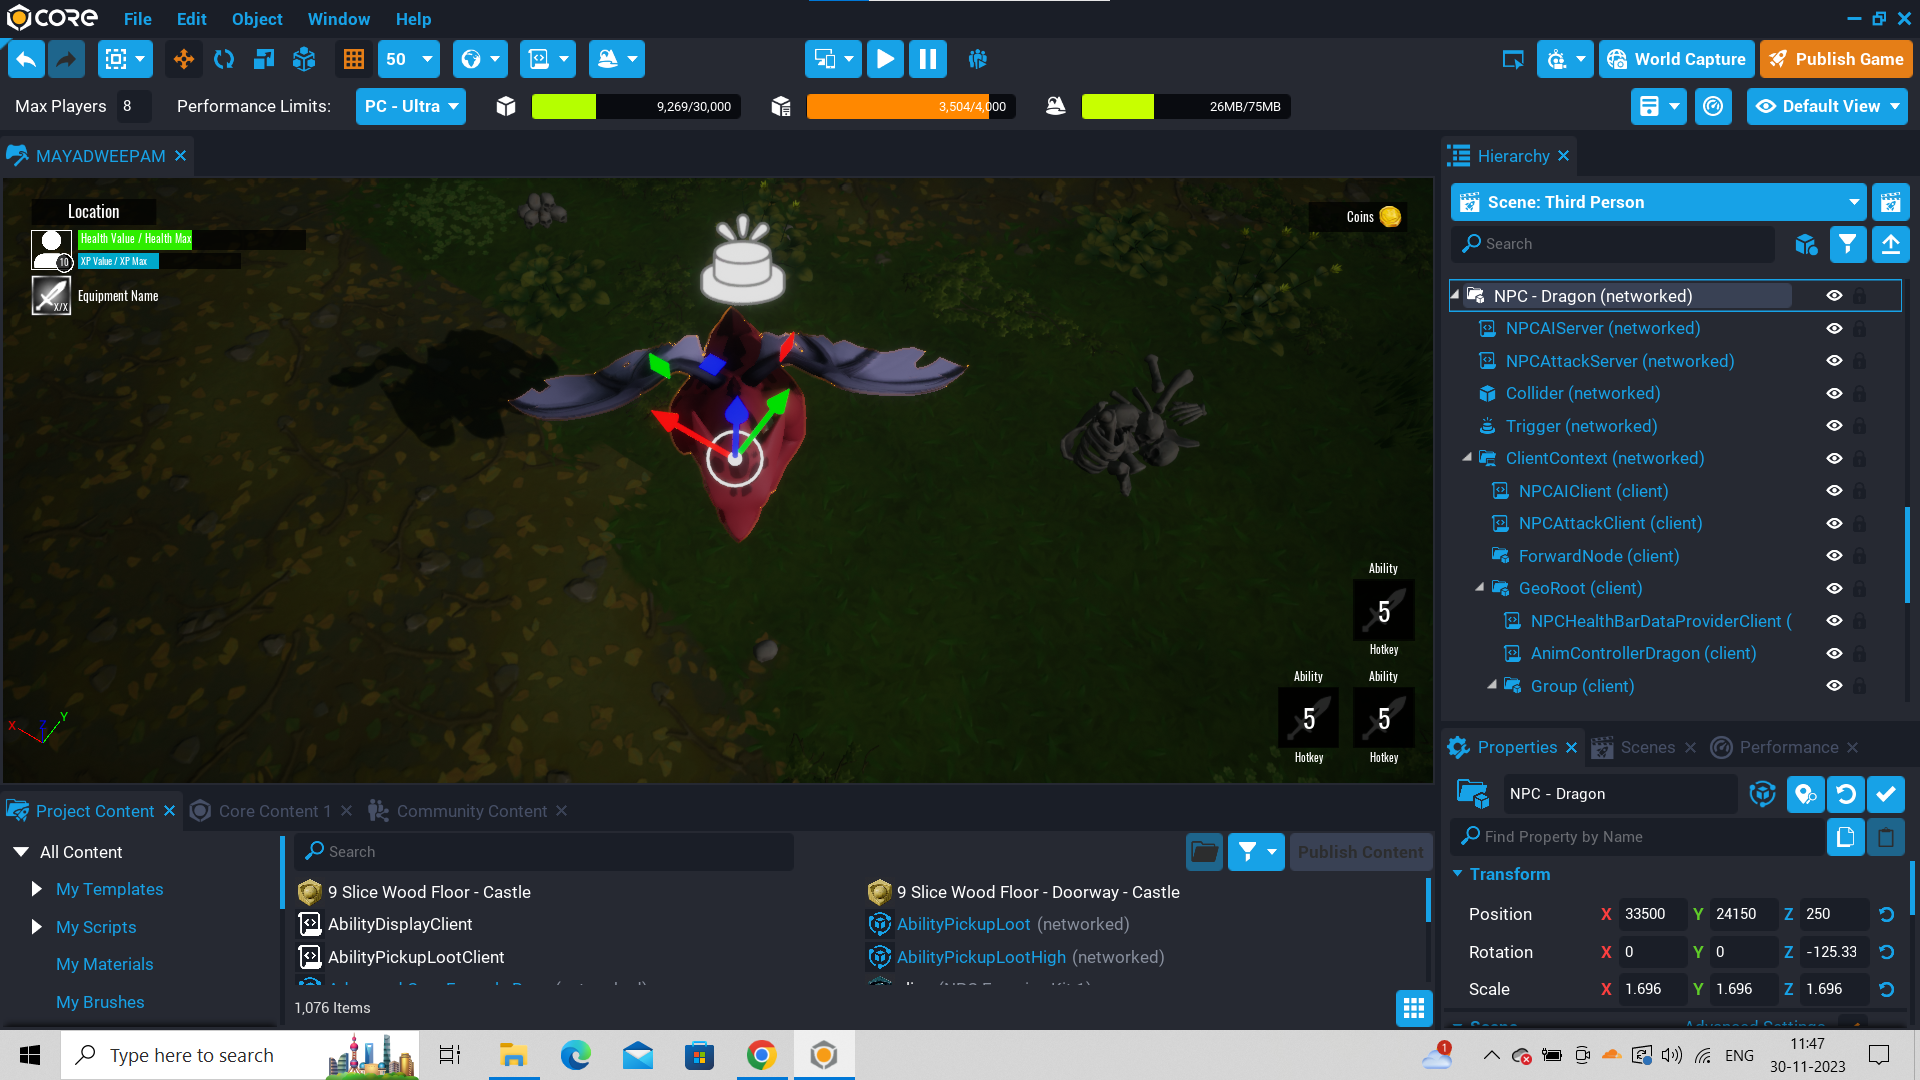 CORE File Edit Object Window Help
50 World Capture Publish Game
Max Players 8 Performance Limits: PC - Ultra 9,269/30,000 3,504/4,000 26MB/75MB Default View
MAYADWEEPAM
Hierarchy
Scene: Third Person
Search
Location
Health Value / Health Max
10 XP Value / XP Max
X/X Equipment Name
Coins
NPC - Dragon (networked)
NPCAIServer (networked)
NPCAttackServer (networked)
Collider (networked)
Trigger (networked)
ClientContext (networked)
NPCAIClient (client)
NPCAttackClient (client)
ForwardNode (client)
GeoRoot (client)
NPCHealthBarDataProviderClient (
AnimControllerDragon (client)
Group (client)
Ability
5
Hotkey
Ability Ability
5 5
Hotkey Hotkey
X Z Y
Properties Scenes Performance
NPC - Dragon
Find Property by Name
Transform
Position X 33500 Y 24150 Z 250
Rotation X 0 Y 0 Z -125.33
Scale X 1.696 Y 1.696 Z 1.696
Project Content Core Content 1 Community Content
All Content
My Templates
My Scripts
My Materials
My Brushes
Search Publish Content
9 Slice Wood Floor - Castle 9 Slice Wood Floor - Doorway - Castle
AbilityDisplayClient AbilityPickupLoot (networked)
AbilityPickupLootClient AbilityPickupLootHigh (networked)
1,076 Items
Type here to search 1 ENG 11:47
30-11-2023